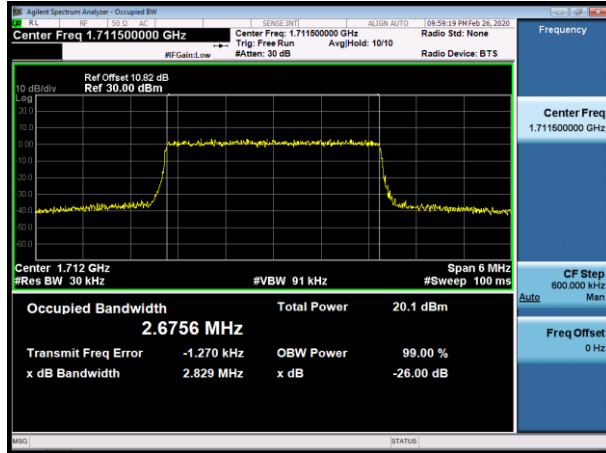 Agilent Spectrum Analyzer - Occupied BW
RL RF 50 Ω AC SENSE:INT ALIGN AUTO 09:59:19 PM Feb 26, 2020
Center Freq 1.711500000 GHz
Center Freq: 1.711500000 GHz
Radio Std: None
Trig: Free Run Avg|Hold: 10/10
#IFGain:Low #Atten: 30 dB Radio Device: BTS
Frequency
Ref Offset 10.82 dB
10 dB/div Ref 30.00 dBm
Log
20.0
10.0
0.00
-10.0
-20.0
-30.0
-40.0
-50.0
-60.0
Center 1.712 GHz Span 6 MHz
#Res BW 30 kHz #VBW 91 kHz #Sweep 100 ms
Occupied Bandwidth Total Power 20.1 dBm
2.6756 MHz
Transmit Freq Error -1.270 kHz OBW Power 99.00 %
x dB Bandwidth 2.829 MHz x dB -26.00 dB
Center Freq
1.711500000 GHz
CF Step
600.000 kHz
Auto Man
Freq Offset
0 Hz
MSG STATUS